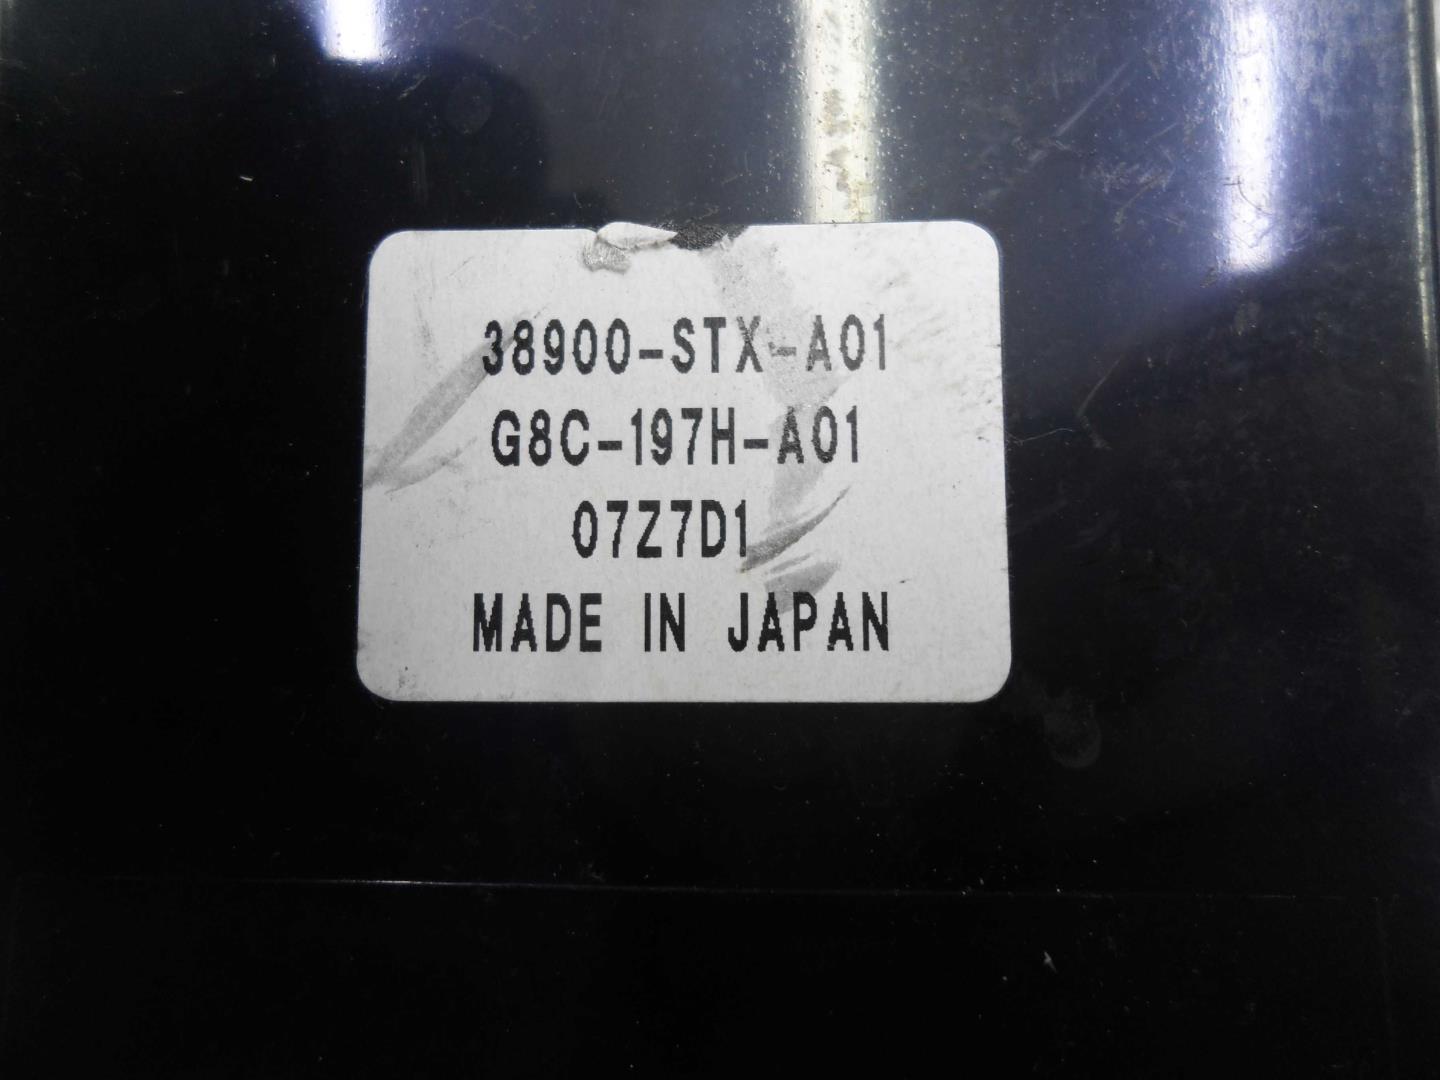 38900-STX-A01
G8C-197H-A01
07Z7D1
MADE IN JAPAN